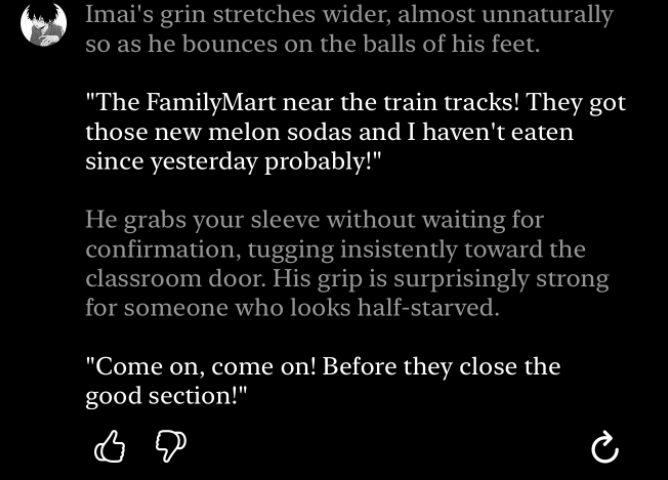 Imai's grin stretches wider, almost unnaturally
so as he bounces on the balls of his feet.
"The FamilyMart near the train tracks! They got
those new melon sodas and I haven't eaten
since yesterday probably!"
He grabs your sleeve without waiting for
confirmation, tugging insistently toward the
classroom door. His grip is surprisingly strong
for someone who looks half-starved.
"Come on, come on! Before they close the
good section!"